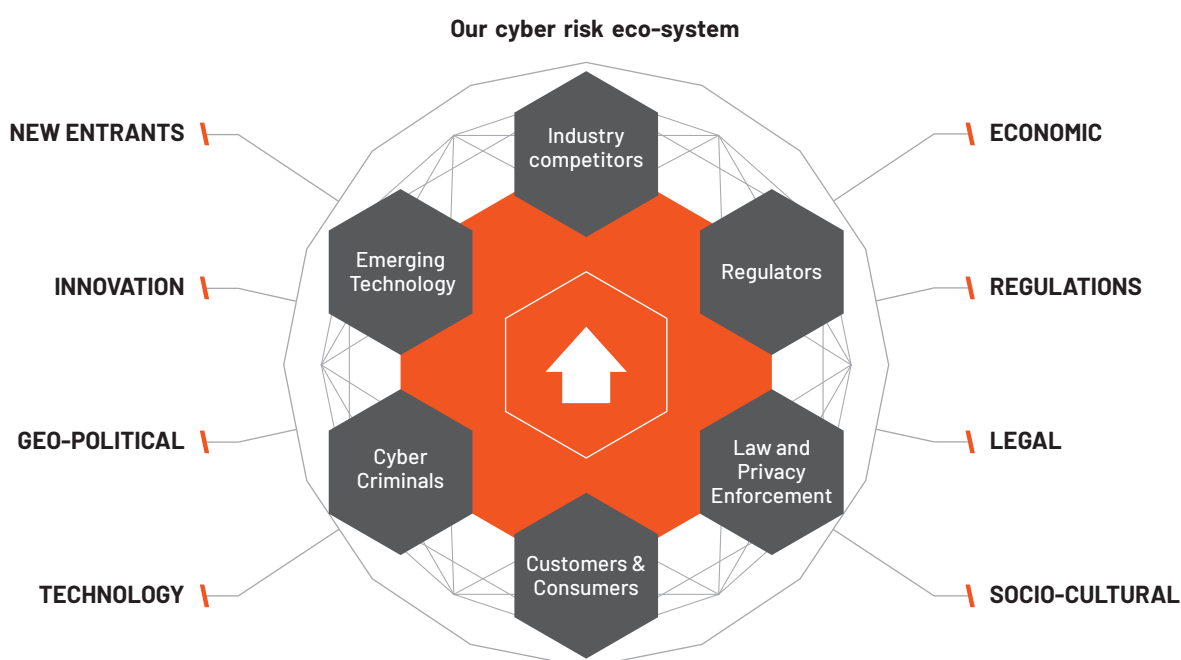 Our cyber risk eco-system
NEW ENTRANTS
INNOVATION
GEO-POLITICAL
TECHNOLOGY
Industry
competitors
Emerging
Technology
Regulators
Cyber
Criminals
Law and
Privacy
Enforcement
Customers &
Consumers
ECONOMIC
REGULATIONS
LEGAL
SOCIO-CULTURAL